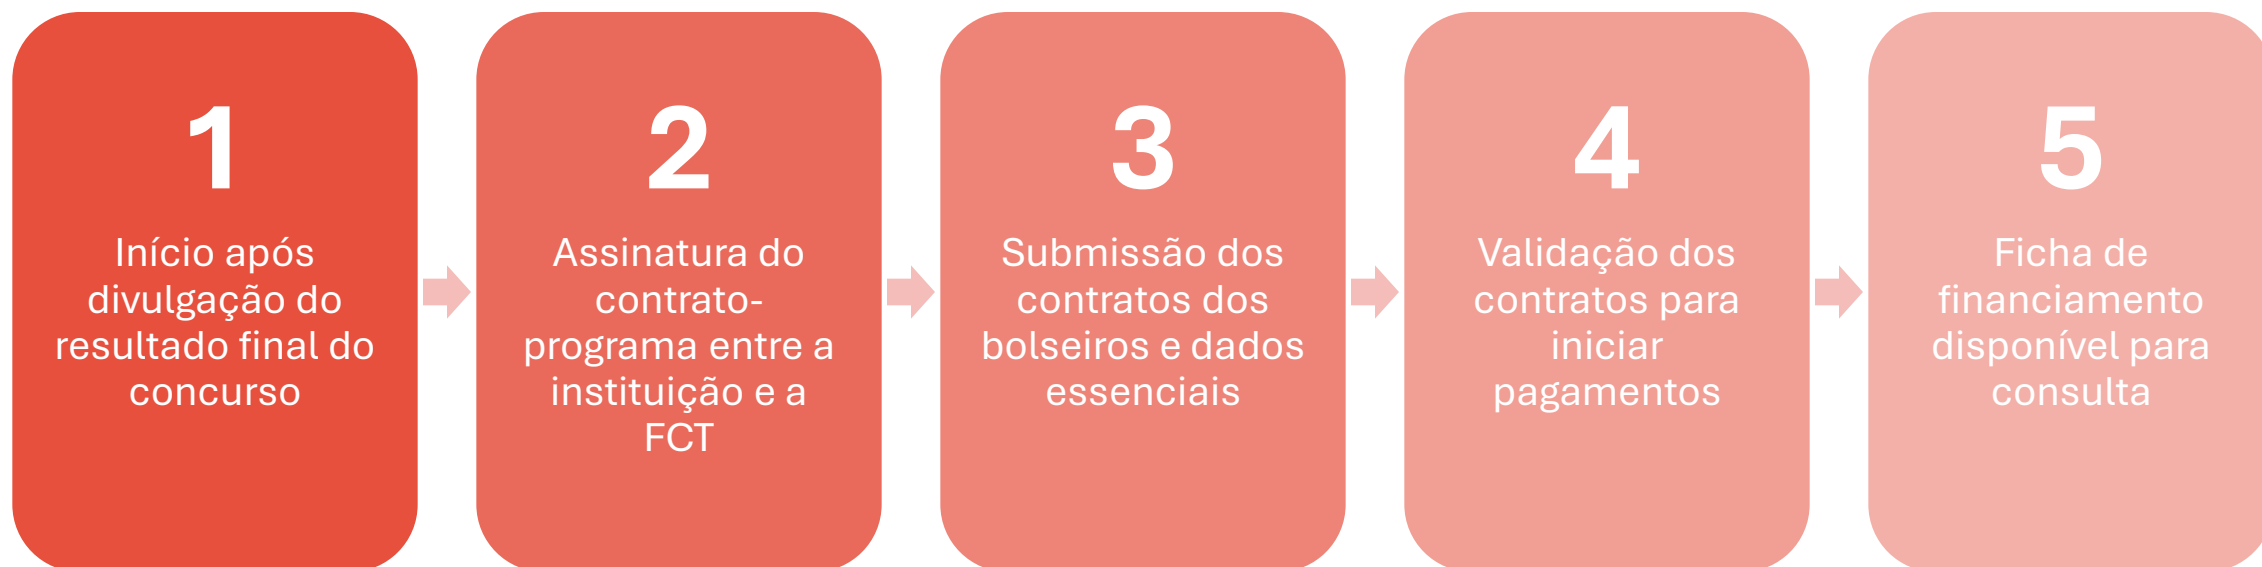 1
Início após
divulgação do
resultado final do
concurso
2
Assinatura do
contrato-
programa entre a
instituição e a
FCT
3
Submissão dos
contratos dos
bolseiros e dados
essenciais
4
Validação dos
contratos para
iniciar
pagamentos
5
Ficha de
financiamento
disponível para
consulta